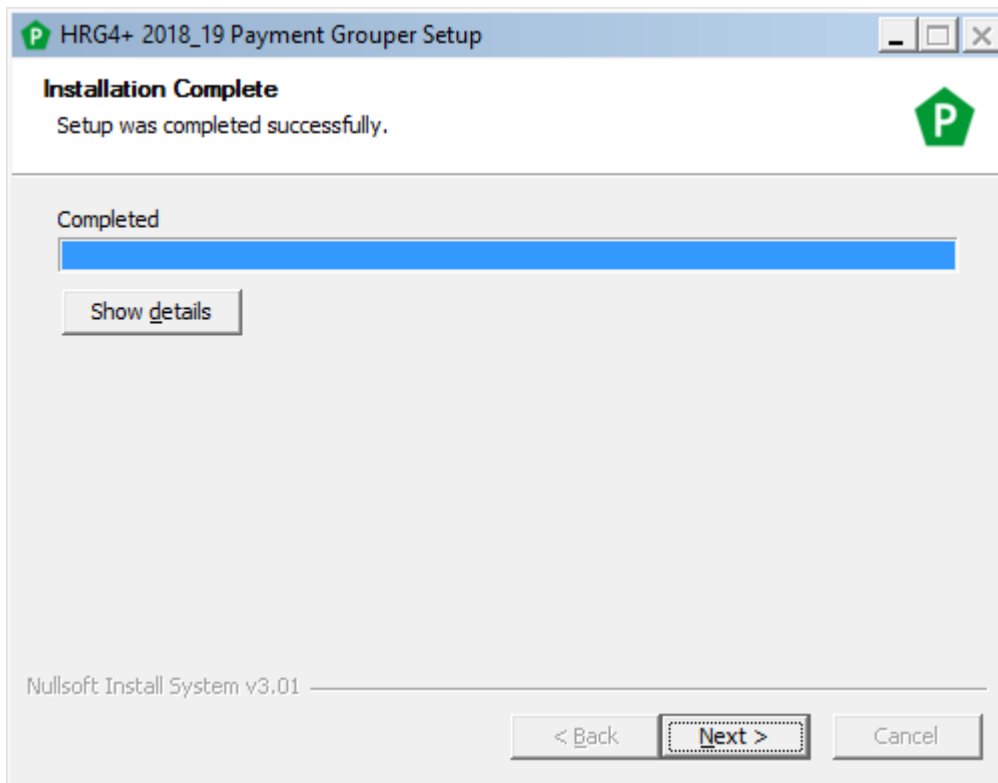 P HRG4+ 2018_19 Payment Grouper Setup
Installation Complete
Setup was completed successfully.
P
Completed
Show details
Nullsoft Install System v3.01
< Back Next > Cancel